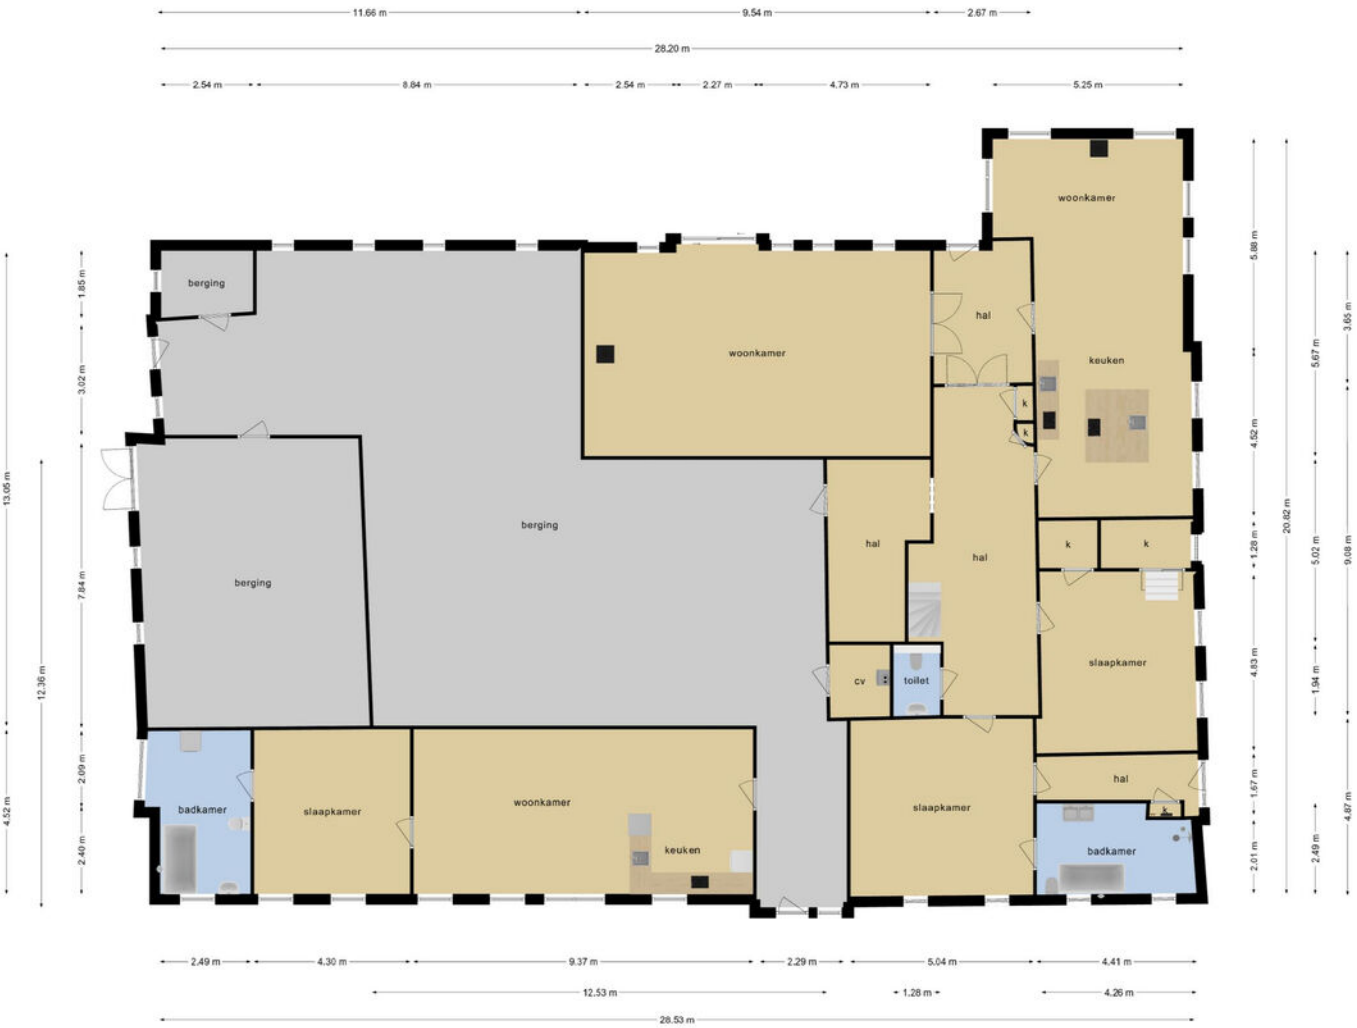 11.66 m 9.54 m 2.67 m
28.20 m
2.54 m 8.84 m 2.54 m 2.27 m 4.73 m 5.25 m
woonkamer
berging
hal
woonkamer
keuken
k
k
berging
hal
hal
k
k
berging
slaapkamer
cv
toilet
hal
badkamer
slaapkamer
woonkamer
keuken
slaapkamer
k
badkamer
13.05 m
4.52 m
12.36 m
1.85 m
3.02 m
7.84 m
2.09 m
2.40 m
5.88 m
4.52 m
1.28 m
4.83 m
1.67 m
2.01 m
20.82 m
5.67 m
5.02 m
1.94 m
2.49 m
3.65 m
9.08 m
4.87 m
2.49 m 4.30 m 9.37 m 2.29 m 5.04 m 4.41 m
12.53 m 1.28 m 4.26 m
28.53 m